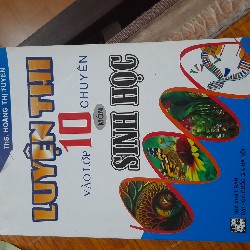 ThS. HOÀNG THỊ TUYẾN
LUYỆN THI
VÀO LỚP 10 CHUYÊN
MÔN
SINH HỌC